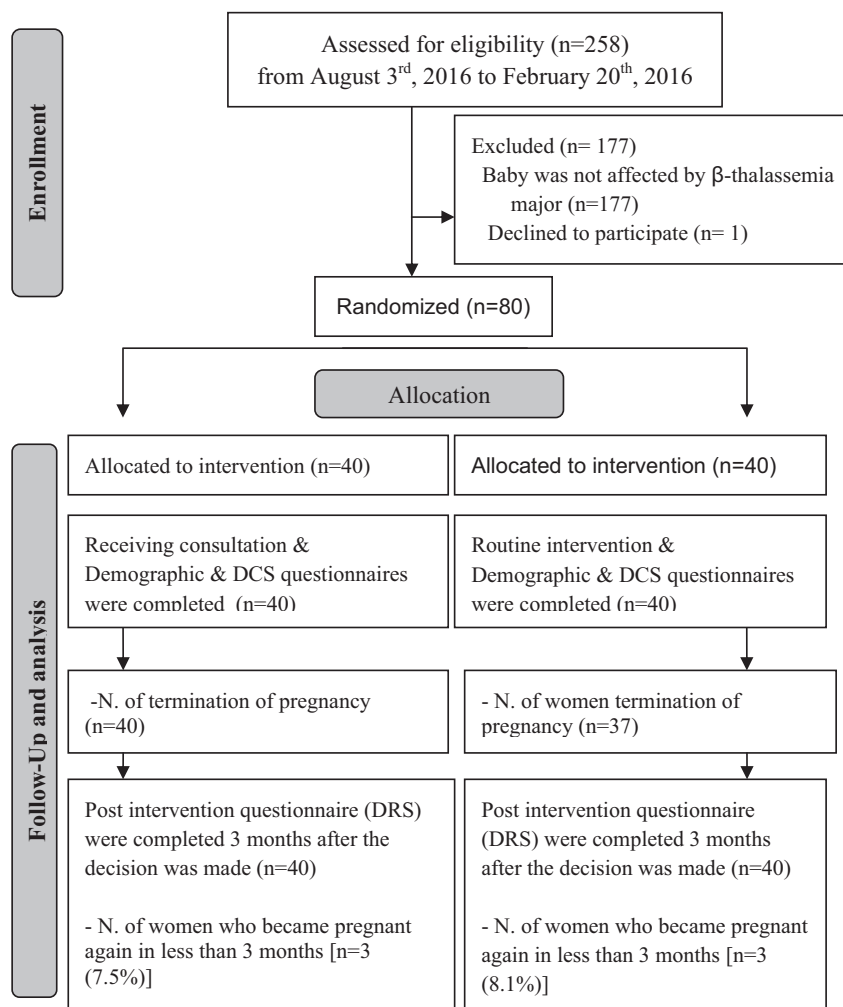 Enrollment
Assessed for eligibility (n=258)
from August 3rd, 2016 to February 20th, 2016
Excluded (n= 177)
Baby was not affected by β-thalassemia
major (n=177)
Declined to participate (n= 1)
Randomized (n=80)
Allocation
Follow-Up and analysis
Allocated to intervention (n=40)
Receiving consultation &
Demographic & DCS questionnaires
were completed (n=40)
-N. of termination of pregnancy
(n=40)
Post intervention questionnaire (DRS)
were completed 3 months after the
decision was made (n=40)
- N. of women who became pregnant
again in less than 3 months [n=3
(7.5%)]
Allocated to intervention (n=40)
Routine intervention &
Demographic & DCS questionnaires
were completed (n=40)
- N. of women termination of
pregnancy (n=37)
Post intervention questionnaire
(DRS) were completed 3 months
after the decision was made (n=40)
- N. of women who became pregnant
again in less than 3 months [n=3
(8.1%)]